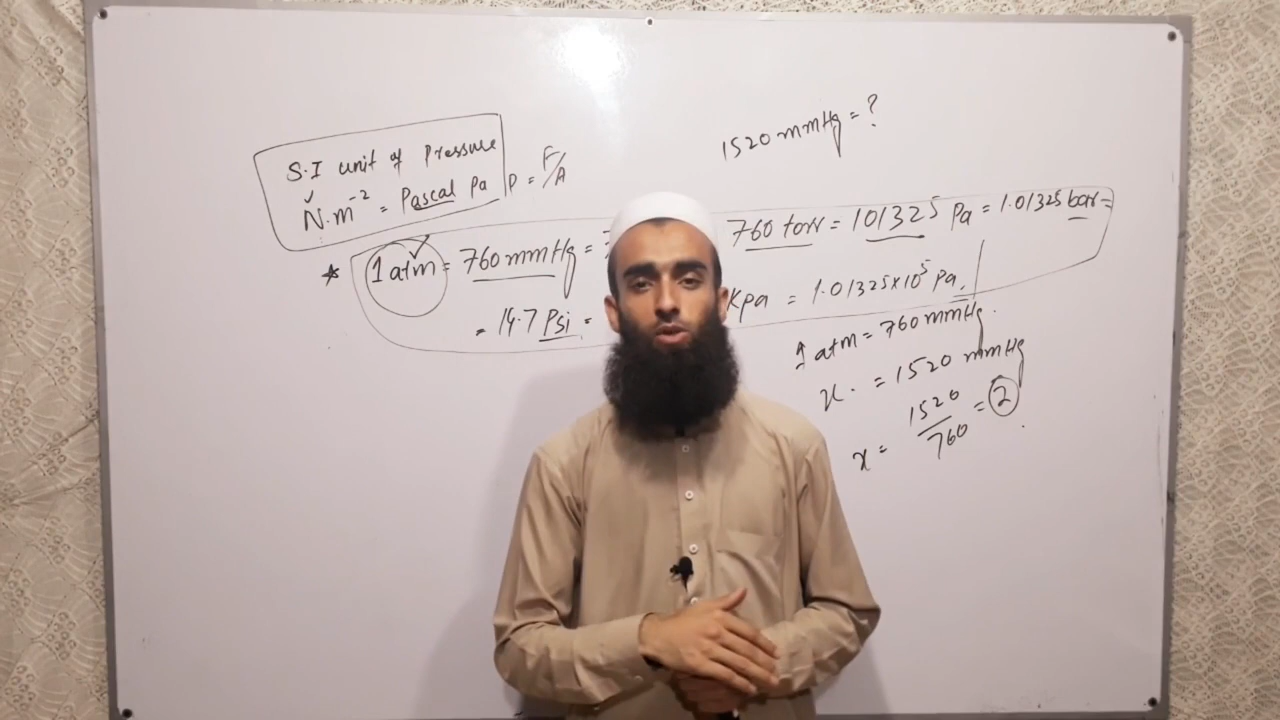 1520 mmHg = ?
S.I unit of Pressure
N.m⁻² = Pascal Pa P = F/A
* 1 atm = 760 mmHg = 760 torr = 101325 Pa = 1.01325 bar =
= 14.7 Psi = Kpa = 1.01325×10⁵ Pa.
1 atm = 760 mmHg.
x. = 1520 mmHg
x = 1520/760 = 2